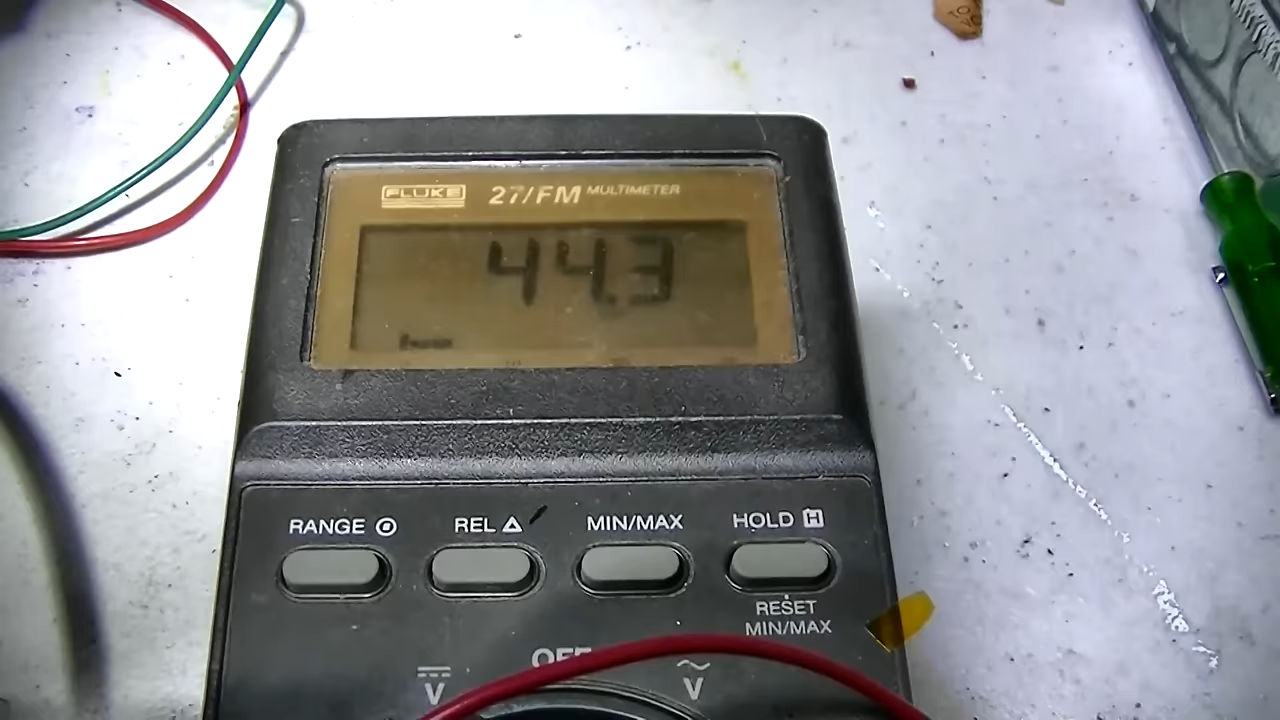 FLUKE 27/FM MULTIMETER
44.3
RANGE REL MIN/MAX HOLD H
RESET
MIN/MAX
OFF
V V